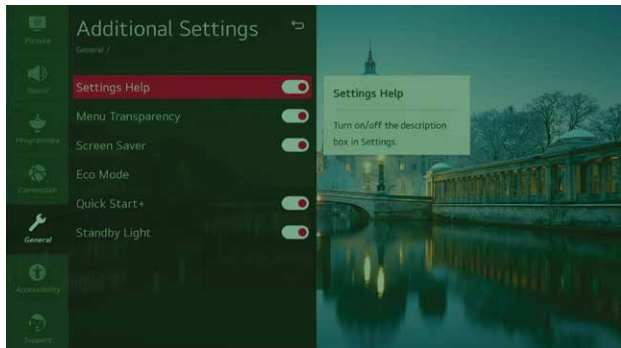 Picture
Additional Settings
General /
Sound
Settings Help
Menu Transparency
Programmes
Screen Saver
Connection
Eco Mode
Quick Start+
General
Standby Light
Accessibility
Support
Settings Help
Turn on/off the description
box in Settings.